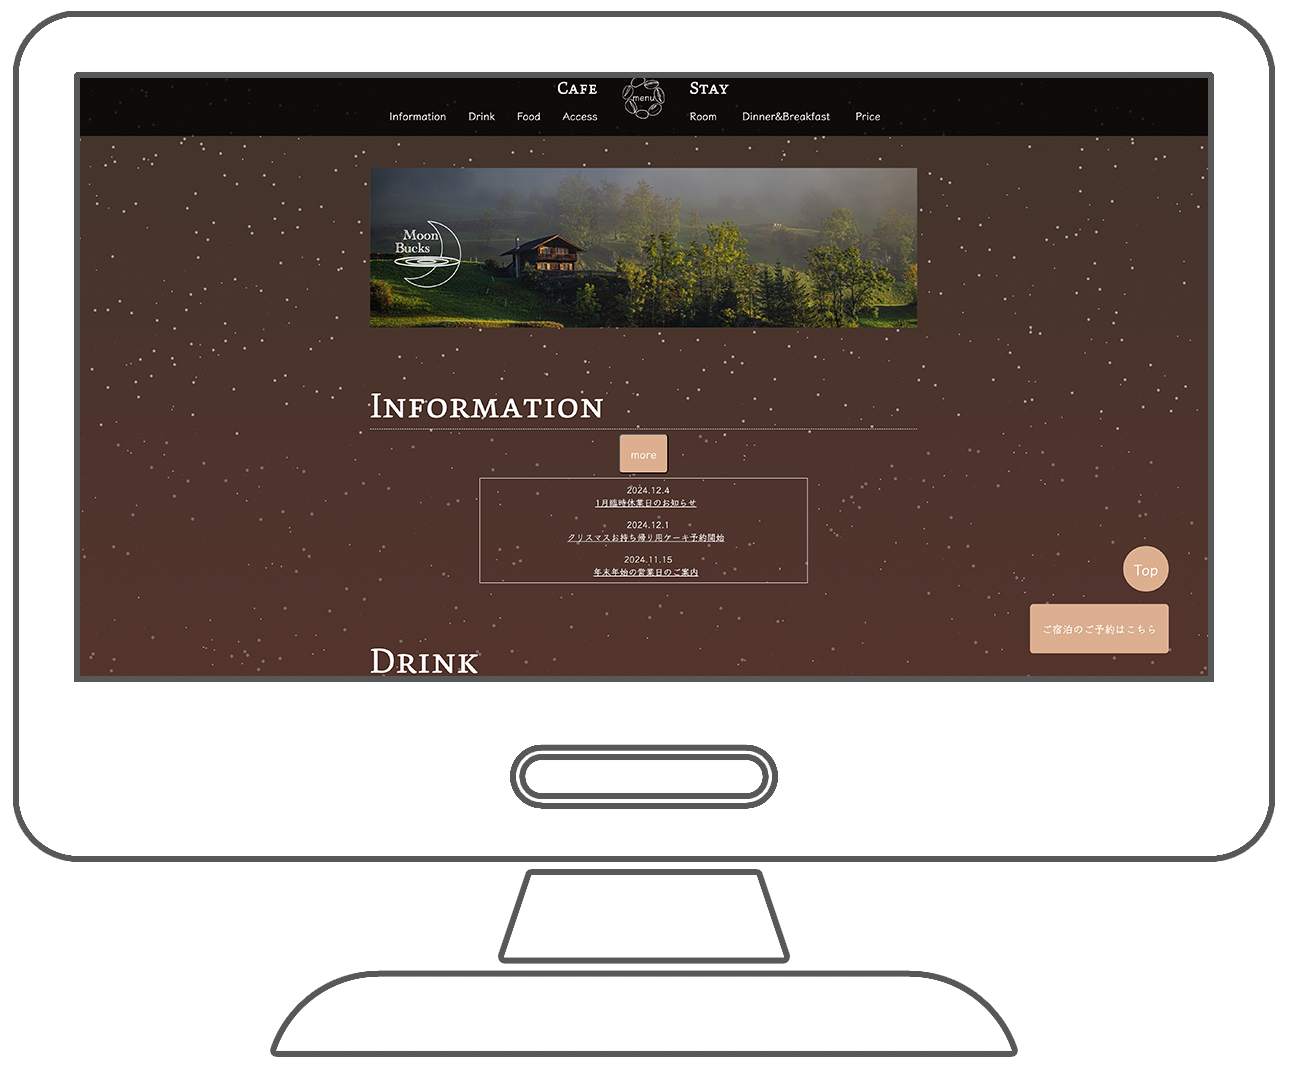 Cafe
Stay
menu
Information
Drink
Food
Access
Room
Dinner&Breakfast
Price
Moon
Bucks
Information
more
2024.12.4
1月臨時休業日のお知らせ
2024.12.1
クリスマスお持ち帰り用ケーキ予約開始
2024.11.15
年末年始の営業日のご案内
Top
ご宿泊のご予約はこちら
Drink